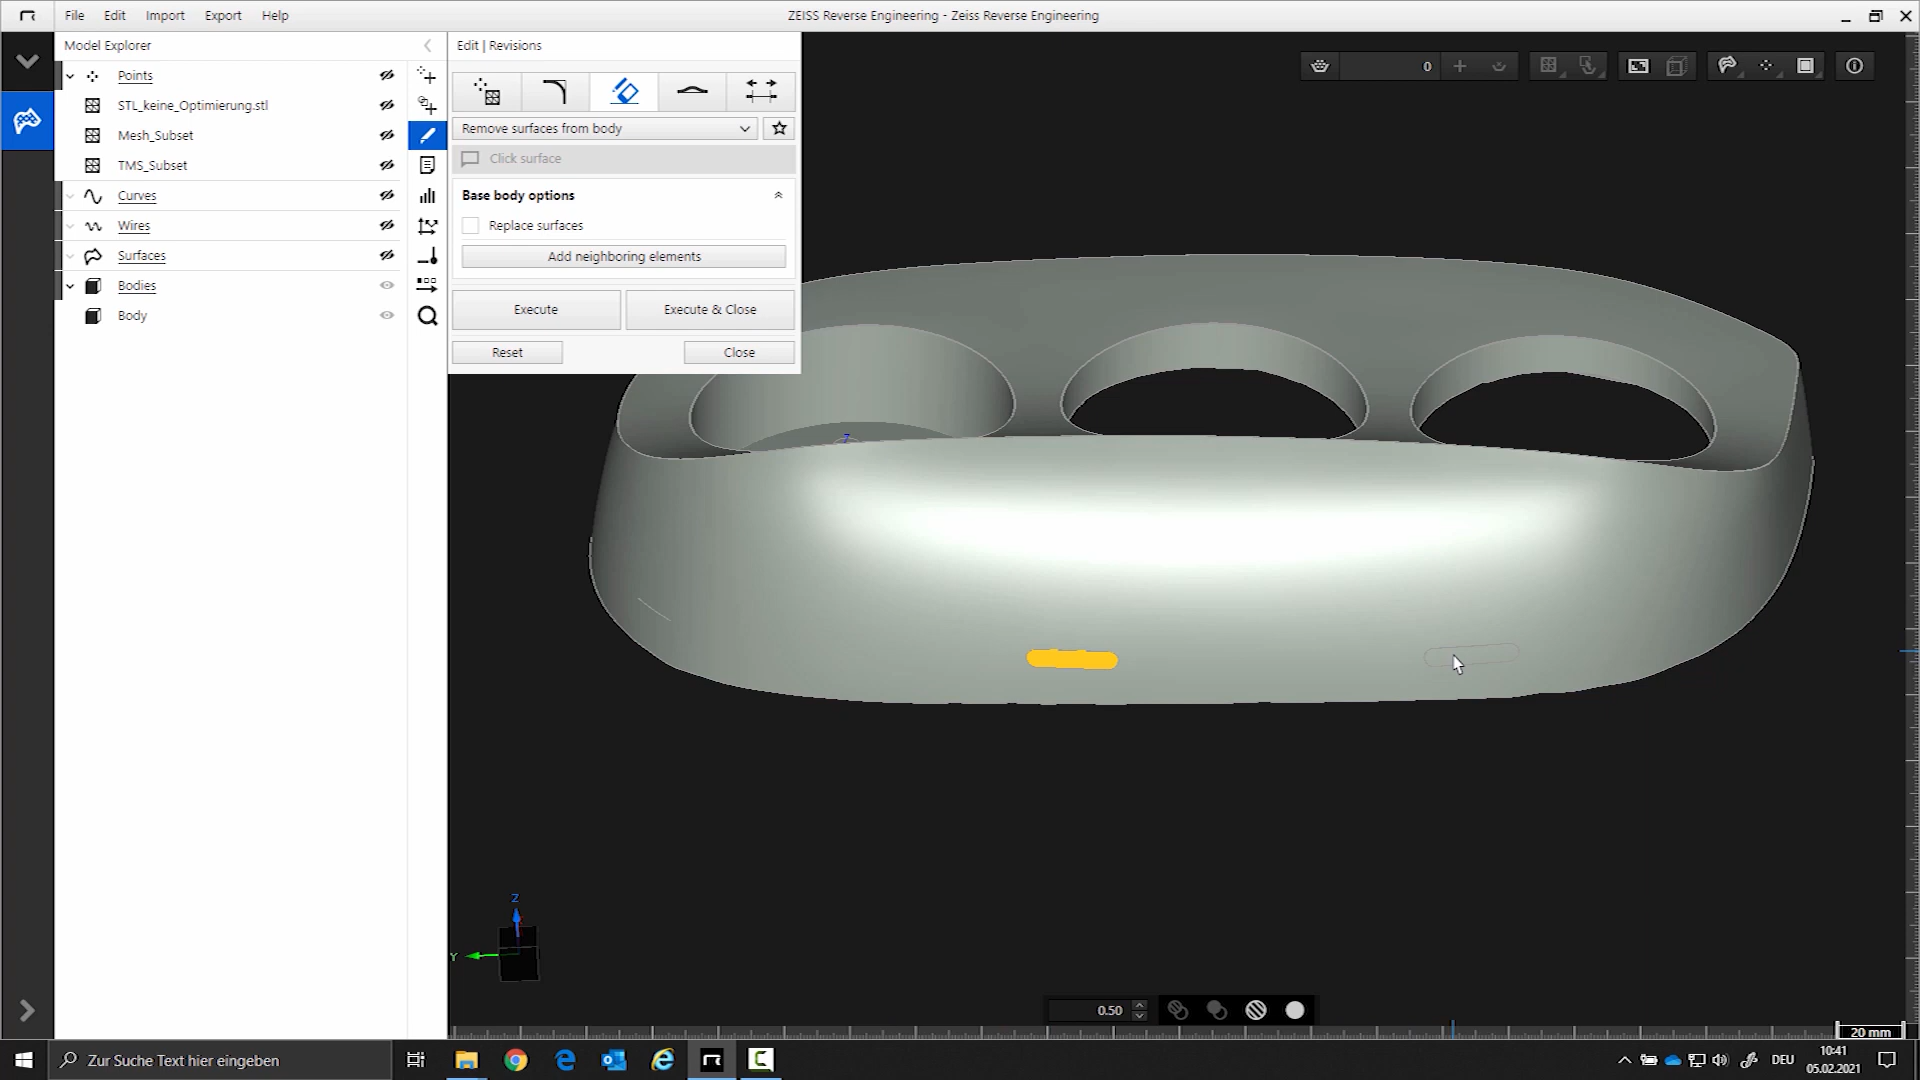 File Edit Import Export Help
ZEISS Reverse Engineering - Zeiss Reverse Engineering
Model Explorer
Edit | Revisions
0
Points
STL_keine_Optimierung.stl
Mesh_Subset
TMS_Subset
Curves
Wires
Surfaces
Bodies
Body
Remove surfaces from body
Click surface
Base body options
Replace surfaces
Add neighboring elements
Execute
Execute & Close
Reset
Close
Z
Z
Y
0.50
20 mm
Zur Suche Text hier eingeben
DEU
10:41
05.02.2021